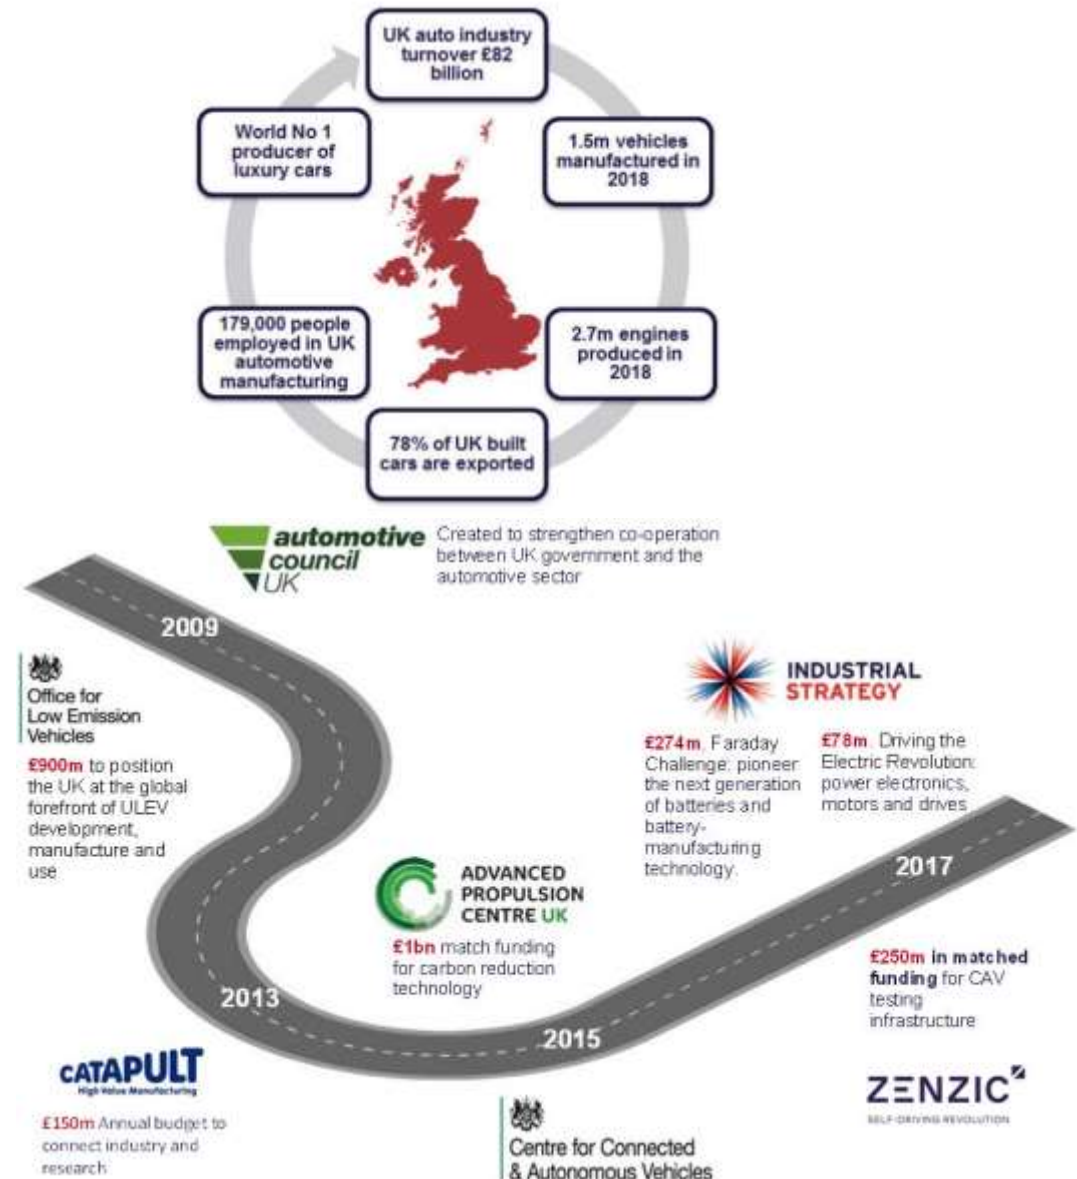 UK auto industry
turnover £82
billion
World No 1
producer of
luxury cars
1.5m vehicles
manufactured in
2018
179,000 people
employed in UK
automotive
manufacturing
2.7m engines
produced in
2018
78% of UK built
cars are exported
automotive
council
UK
Created to strengthen co-operation
between UK government and the
automotive sector
2009
Office for
Low Emission
Vehicles
£900m to position
the UK at the global
forefront of ULEV
development,
manufacture and
use
INDUSTRIAL
STRATEGY
£274m. Faraday
Challenge: pioneer
the next generation
of batteries and
battery-
manufacturing
technology.
£78m. Driving the
Electric Revolution:
power electronics,
motors and drives
2017
ADVANCED
PROPULSION
CENTRE UK
£1bn match funding
for carbon reduction
technology
£250m in matched
funding for CAV
testing
infrastructure
2013
2015
CATAPULT
High Value Manufacturing
£150m Annual budget to
connect industry and
research
ZENZIC
SELF-DRIVING REVOLUTION
Centre for Connected
& Autonomous Vehicles